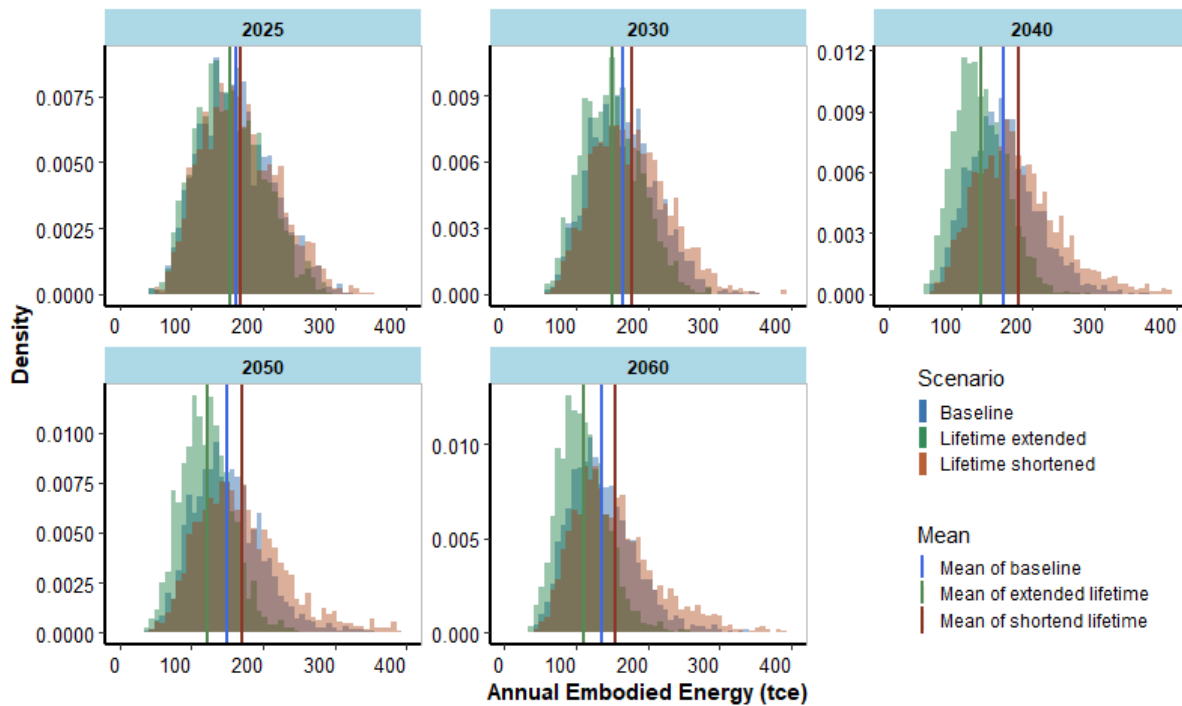 2025
2030
2040
0.0075
0.0050
0.0025
0.0000
0.009
0.006
0.003
0.000
0.012
0.009
0.006
0.003
0.000
0 100 200 300 400
0 100 200 300 400
0 100 200 300 400
Density
2050
2060
0.0100
0.0075
0.0050
0.0025
0.0000
0.010
0.005
0.000
0 100 200 300 400
0 100 200 300 400
Annual Embodied Energy (tce)
Scenario
Baseline
Lifetime extended
Lifetime shortened
Mean
Mean of baseline
Mean of extended lifetime
Mean of shortend lifetime